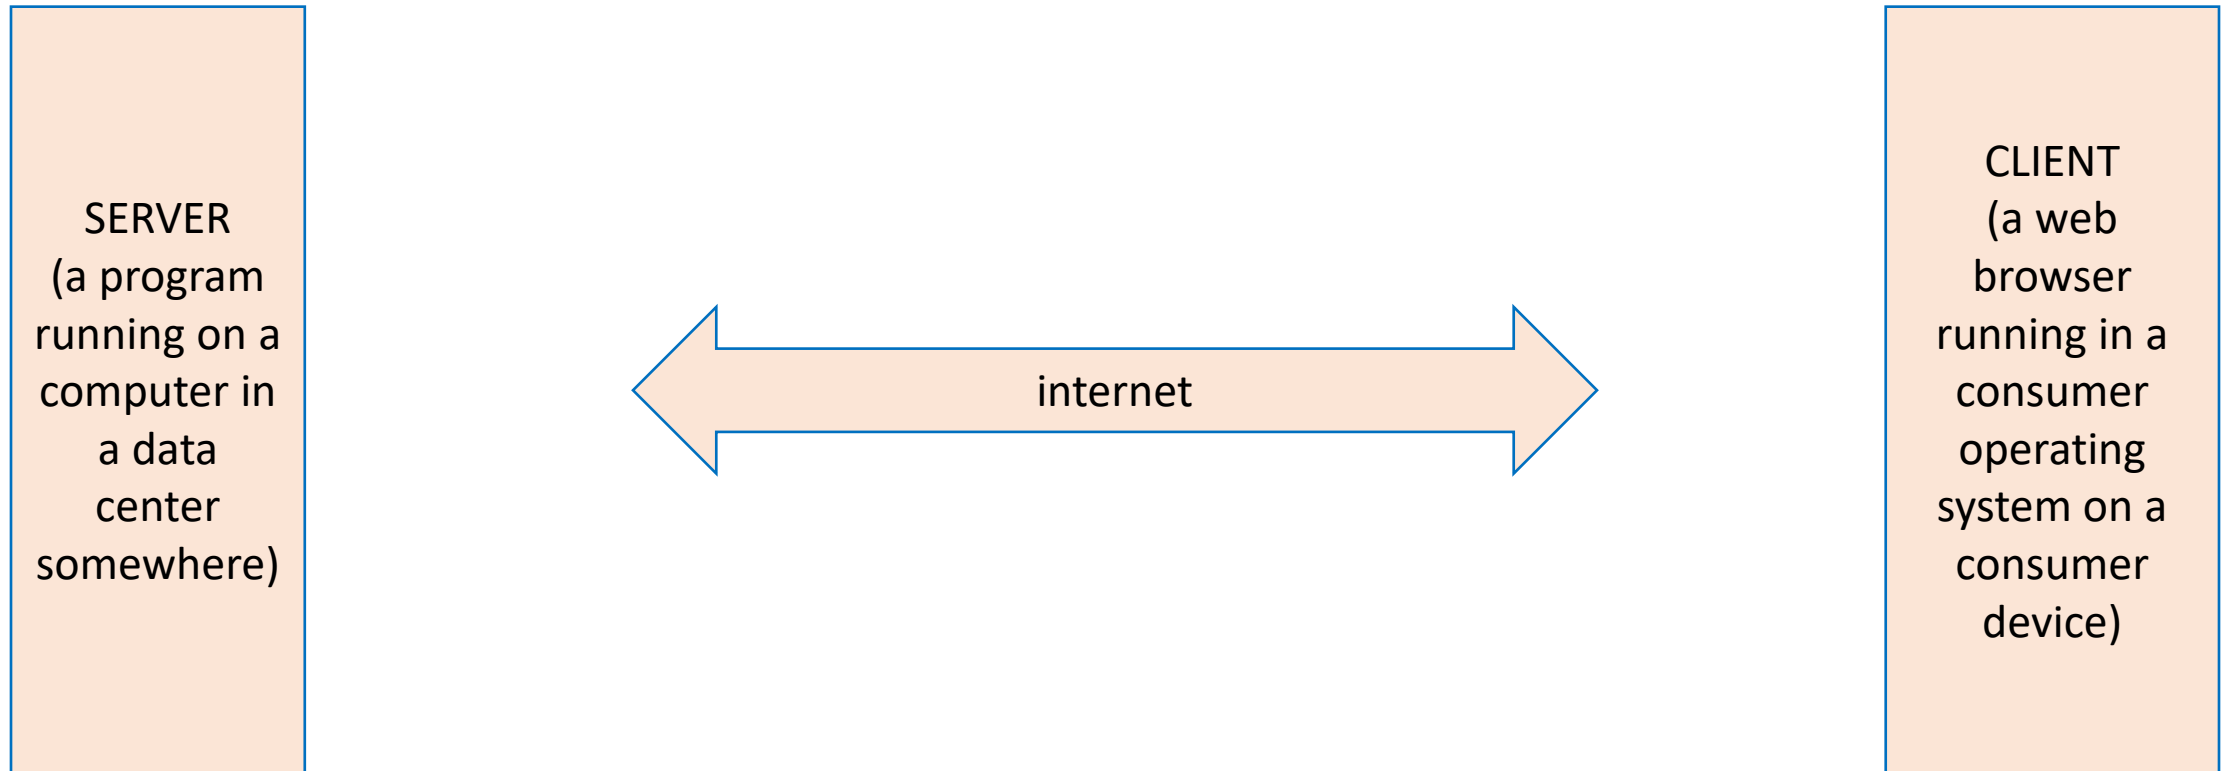 SERVER
(a program
running on a
computer in
a data
center
somewhere)
internet
CLIENT
(a web
browser
running in a
consumer
operating
system on a
consumer
device)